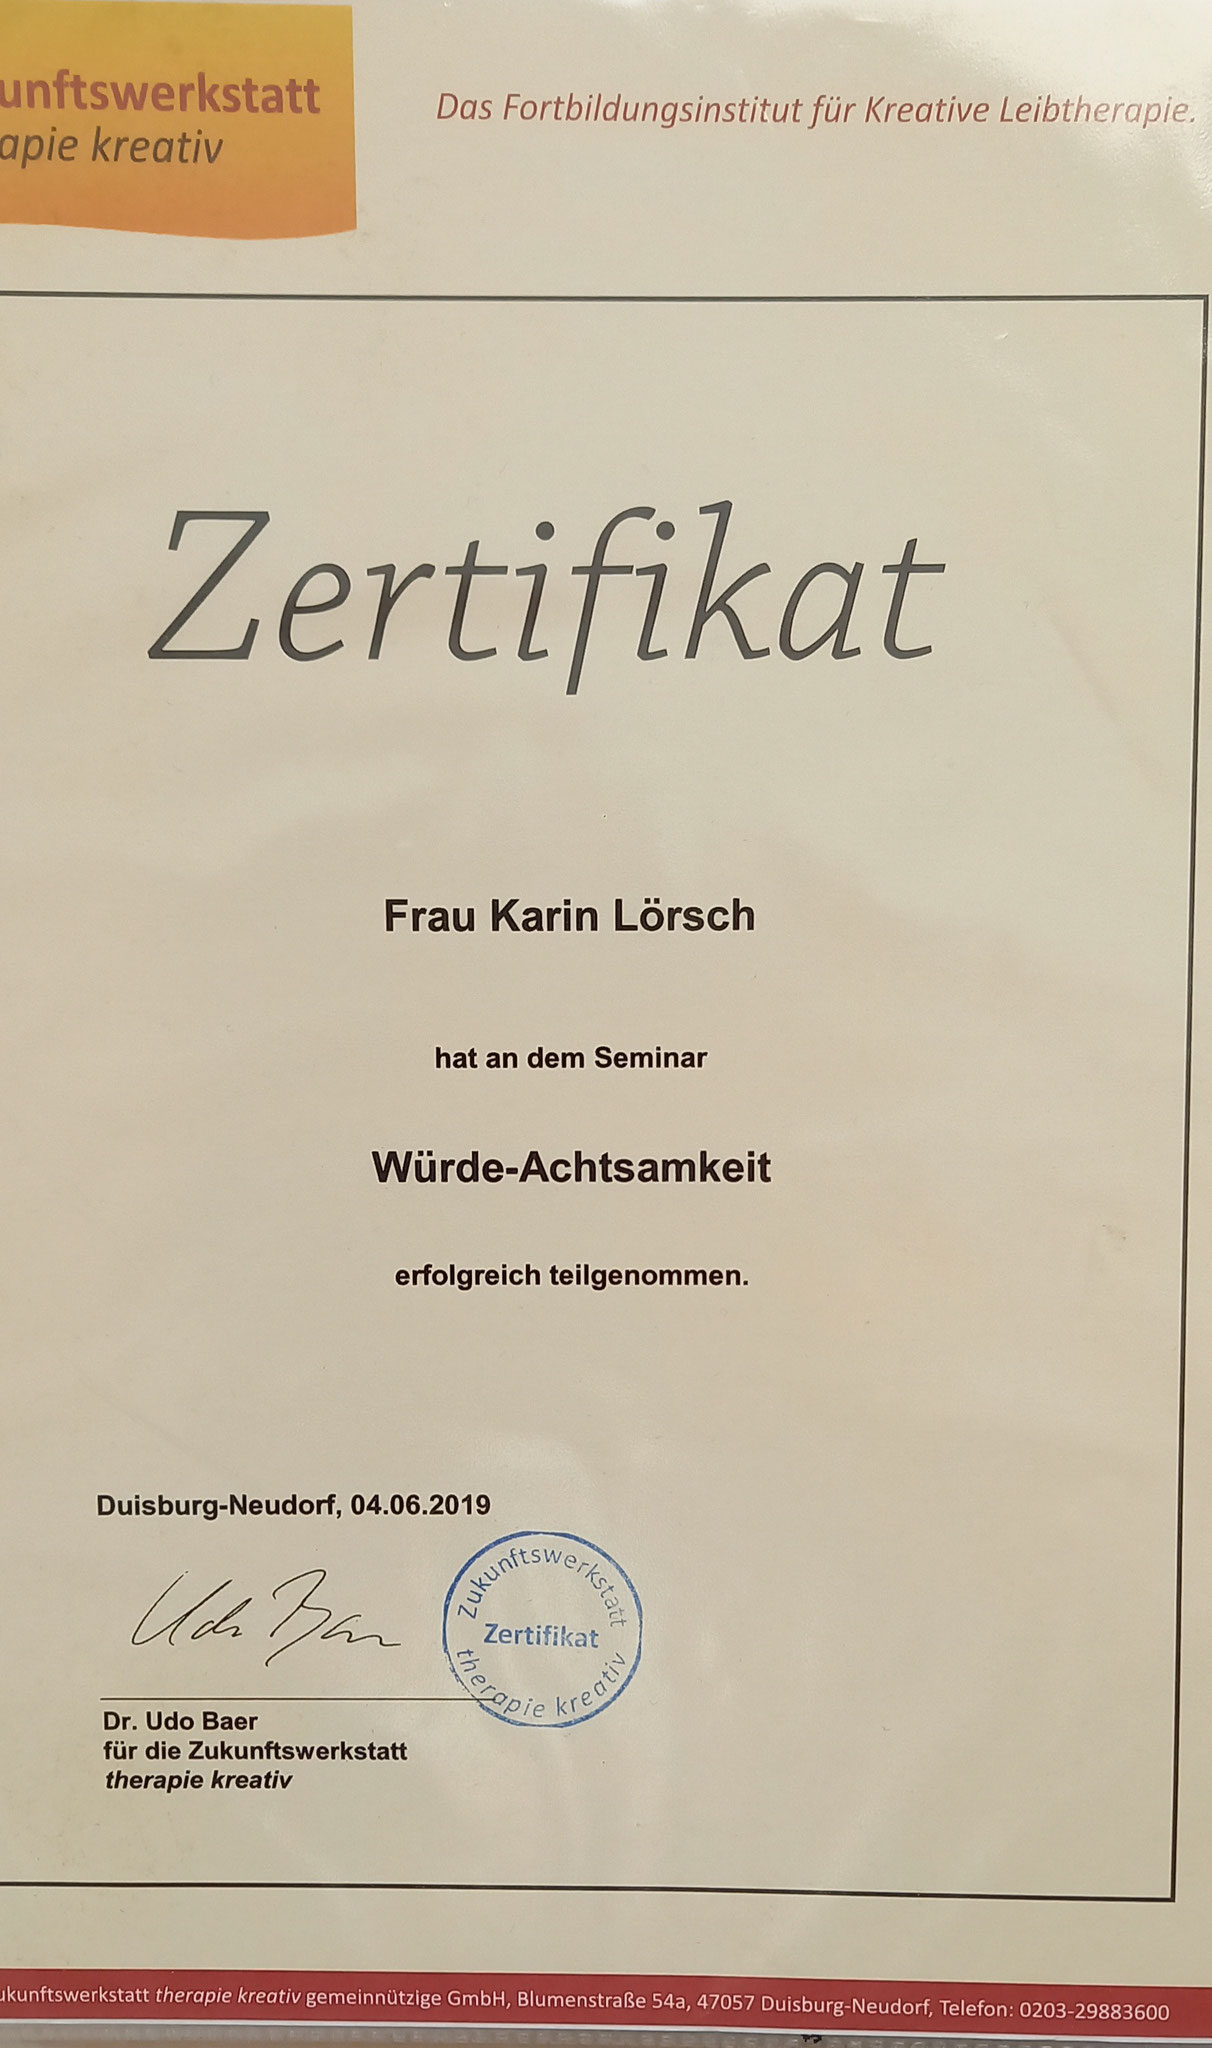 unftswerkstatt
apie kreativ
Das Fortbildungsinstitut für Kreative Leibtherapie.
Zertifikat
Frau Karin Lörsch
hat an dem Seminar
Würde-Achtsamkeit
erfolgreich teilgenommen.
Duisburg-Neudorf, 04.06.2019
Udo Baer
Zukunftswerkstatt
Zertifikat
therapie kreativ
Dr. Udo Baer
für die Zukunftswerkstatt
therapie kreativ
ukunftswerkstatt therapie kreativ gemeinnützige GmbH, Blumenstraße 54a, 47057 Duisburg-Neudorf, Telefon: 0203-29883600